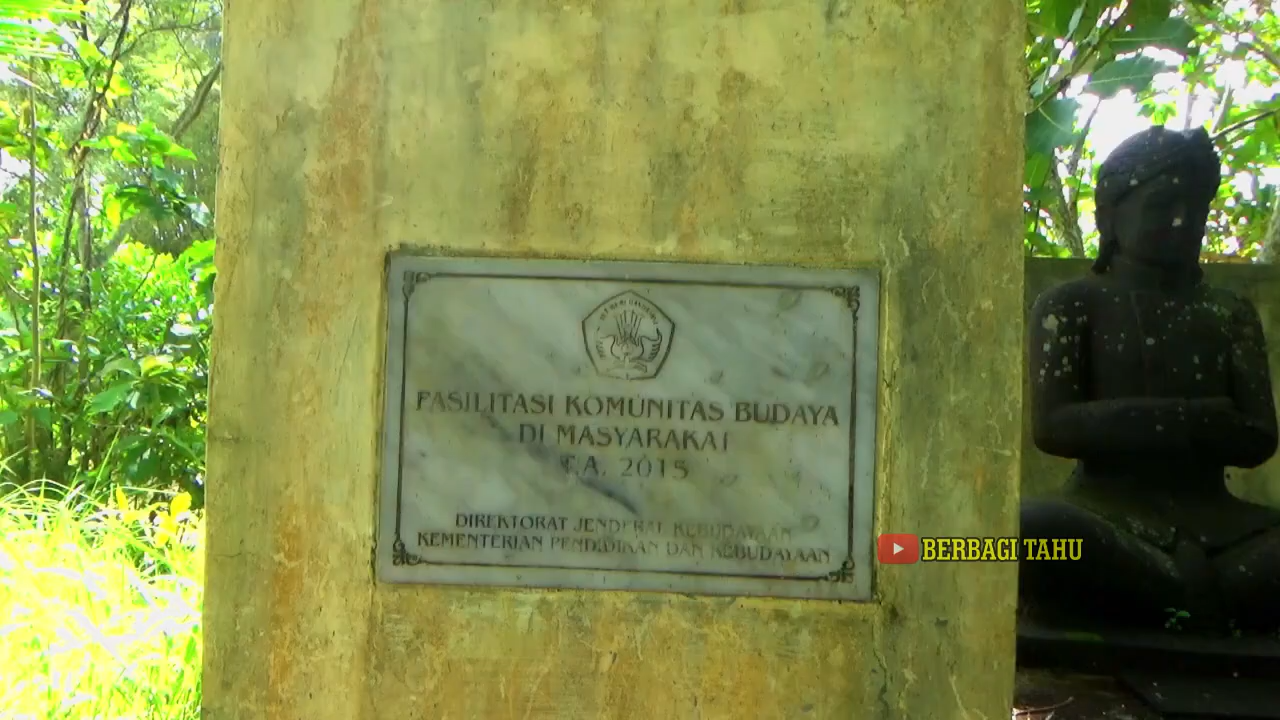 FASILITASI KOMUNITAS BUDAYA
DI MASYARAKAT
T.A. 2015
DIREKTORAT JENDERAL KEBUDAYAAN
KEMENTERIAN PENDIDIKAN DAN KEBUDAYAAN
BERBAGI TAHU